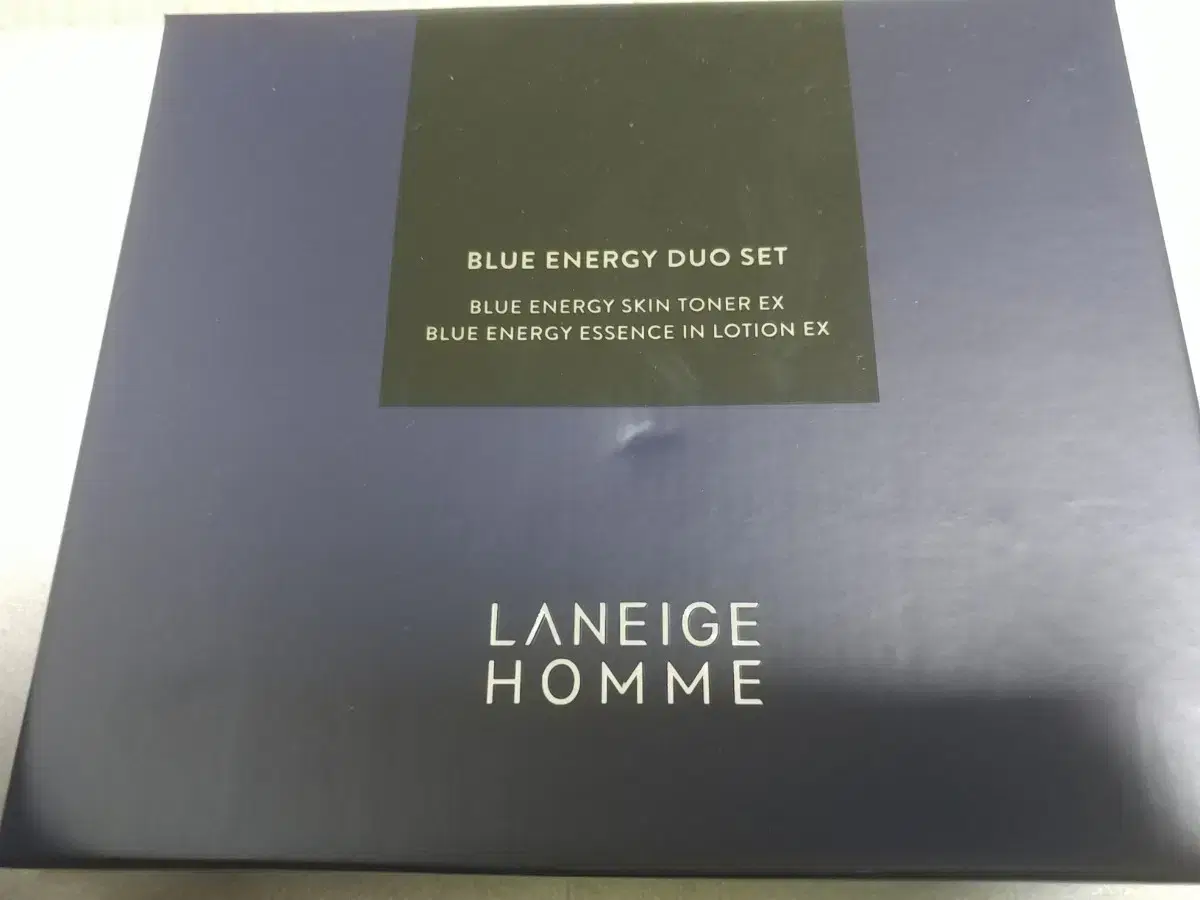 BLUE ENERGY DUO SET
BLUE ENERGY SKIN TONER EX
BLUE ENERGY ESSENCE IN LOTION EX
LANEIGE
HOMME